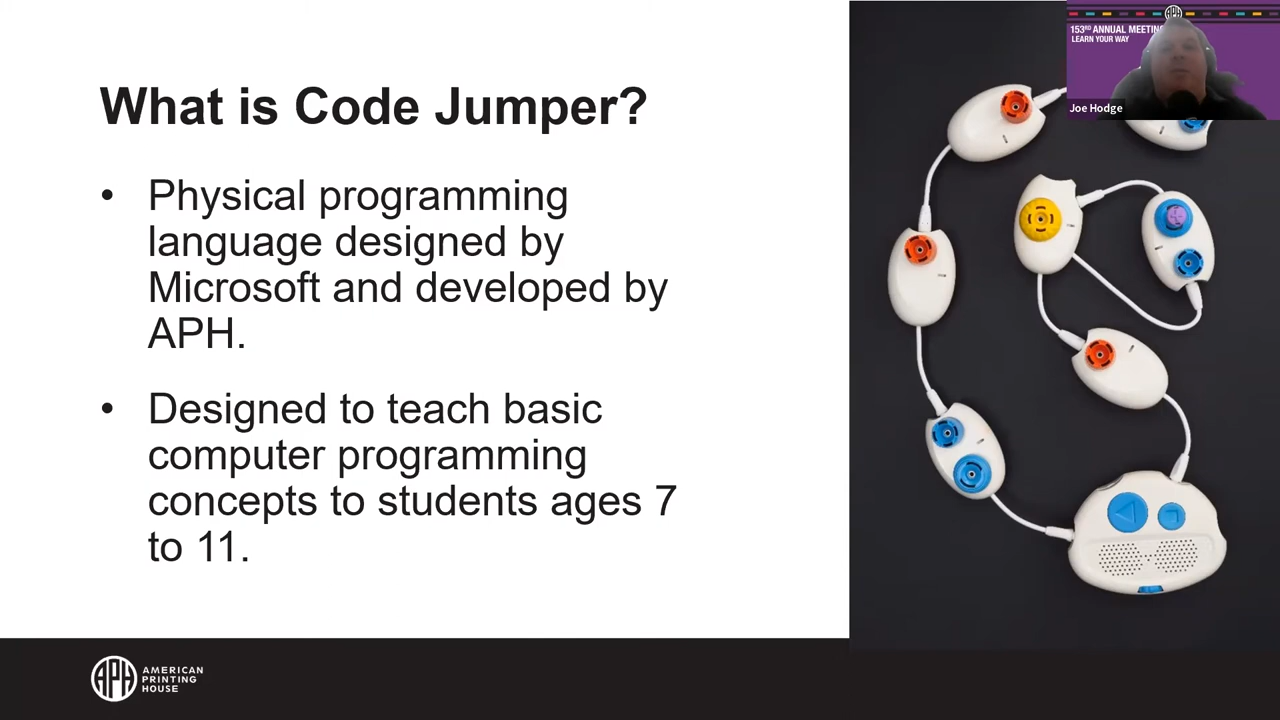 What is Code Jumper?
• Physical programming
language designed by
Microsoft and developed by
APH.
• Designed to teach basic
computer programming
concepts to students ages 7
to 11.
APH
AMERICAN
PRINTING
HOUSE
APH
153RD ANNUAL MEETING
LEARN YOUR WAY
Joe Hodge